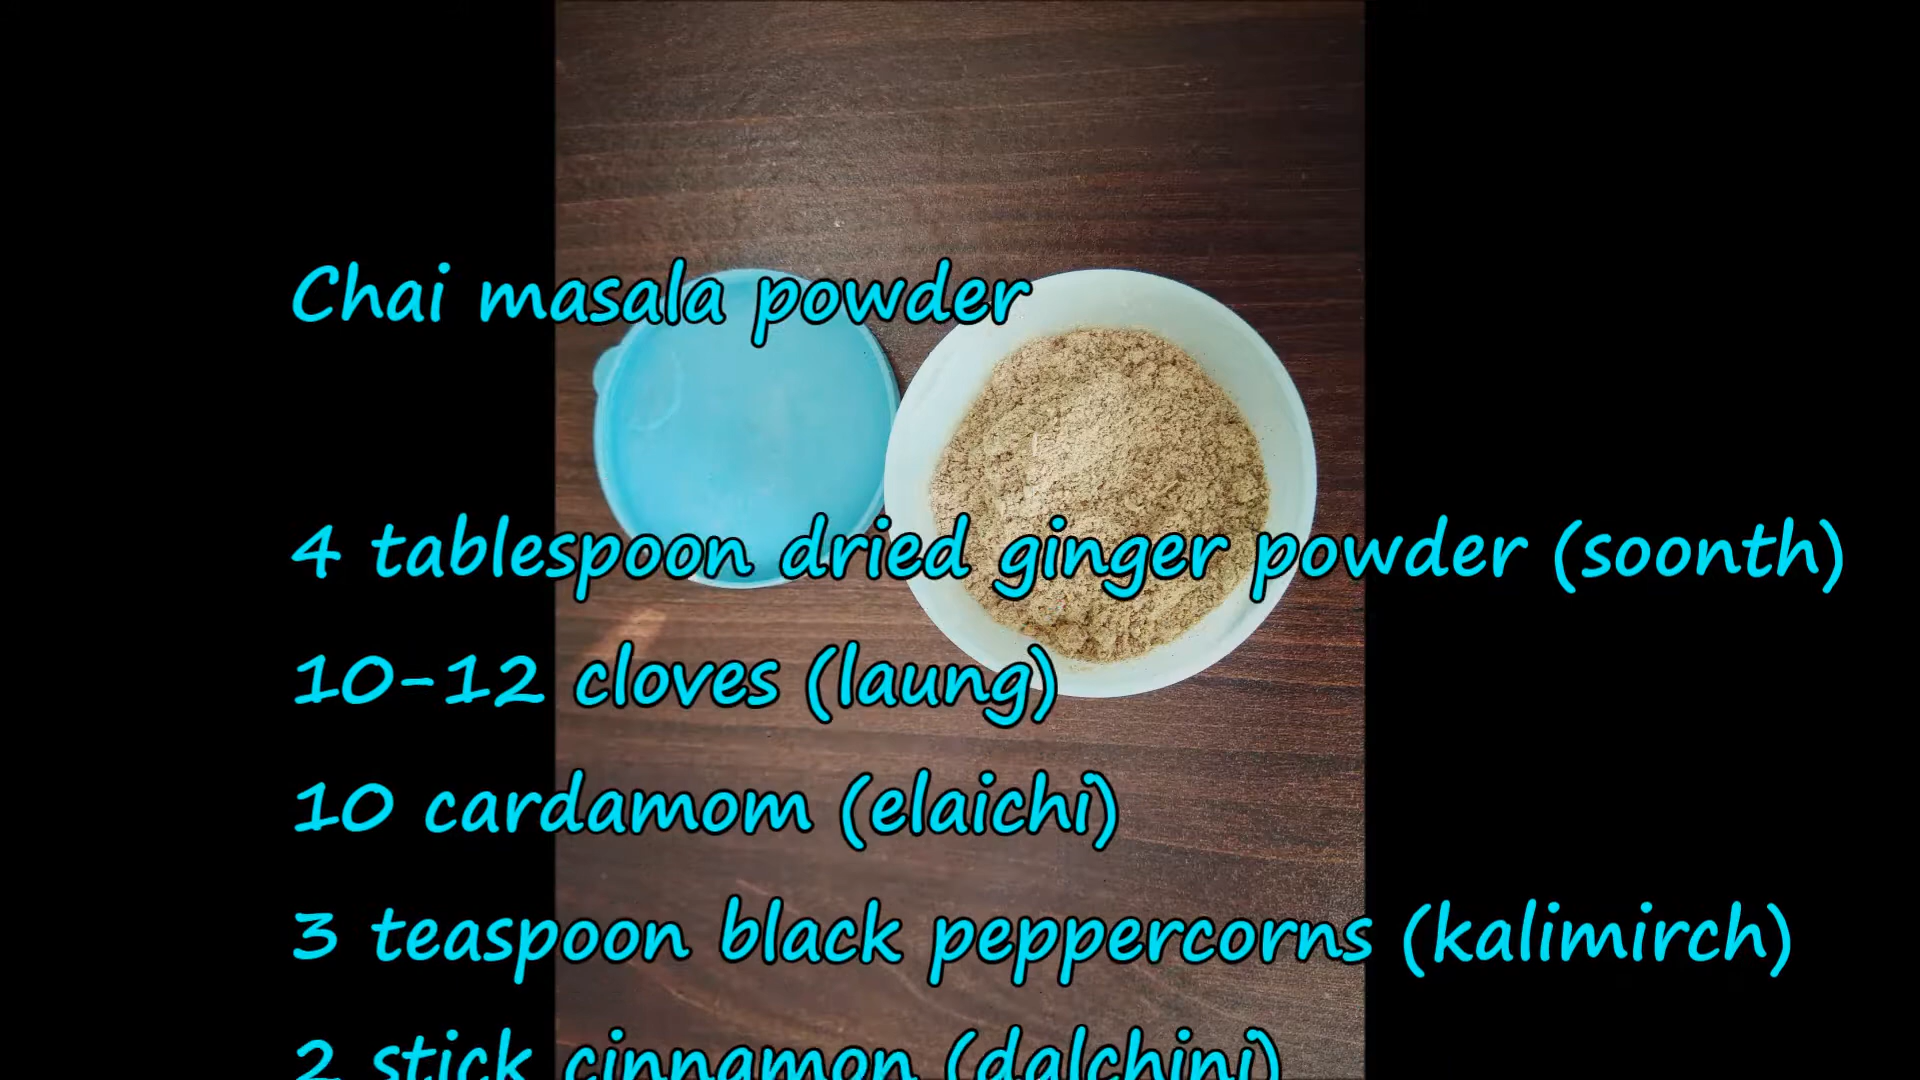 Chai masala powder
4 tablespoon dried ginger powder (soonth)
10-12 cloves (laung)
10 cardamom (elaichi)
3 teaspoon black peppercorns (kalimirch)
2 stick cinnamon (dalchini)